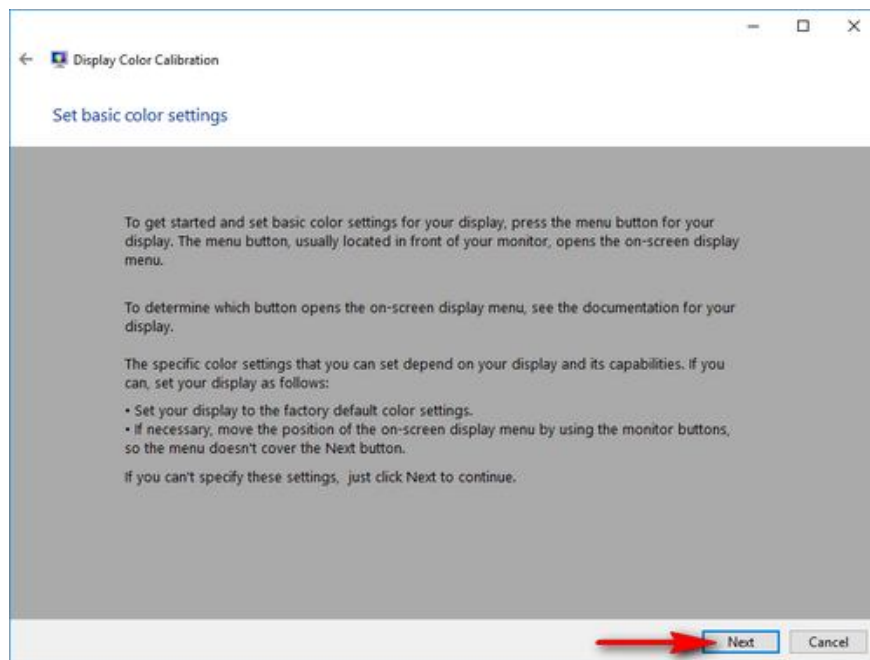 Display Color Calibration
Set basic color settings
To get started and set basic color settings for your display, press the menu button for your
display. The menu button, usually located in front of your monitor, opens the on-screen display
menu.
To determine which button opens the on-screen display menu, see the documentation for your
display.
The specific color settings that you can set depend on your display and its capabilities. If you
can, set your display as follows:
• Set your display to the factory default color settings.
• If necessary, move the position of the on-screen display menu by using the monitor buttons,
so the menu doesn't cover the Next button.
If you can't specify these settings, just click Next to continue.
Next Cancel